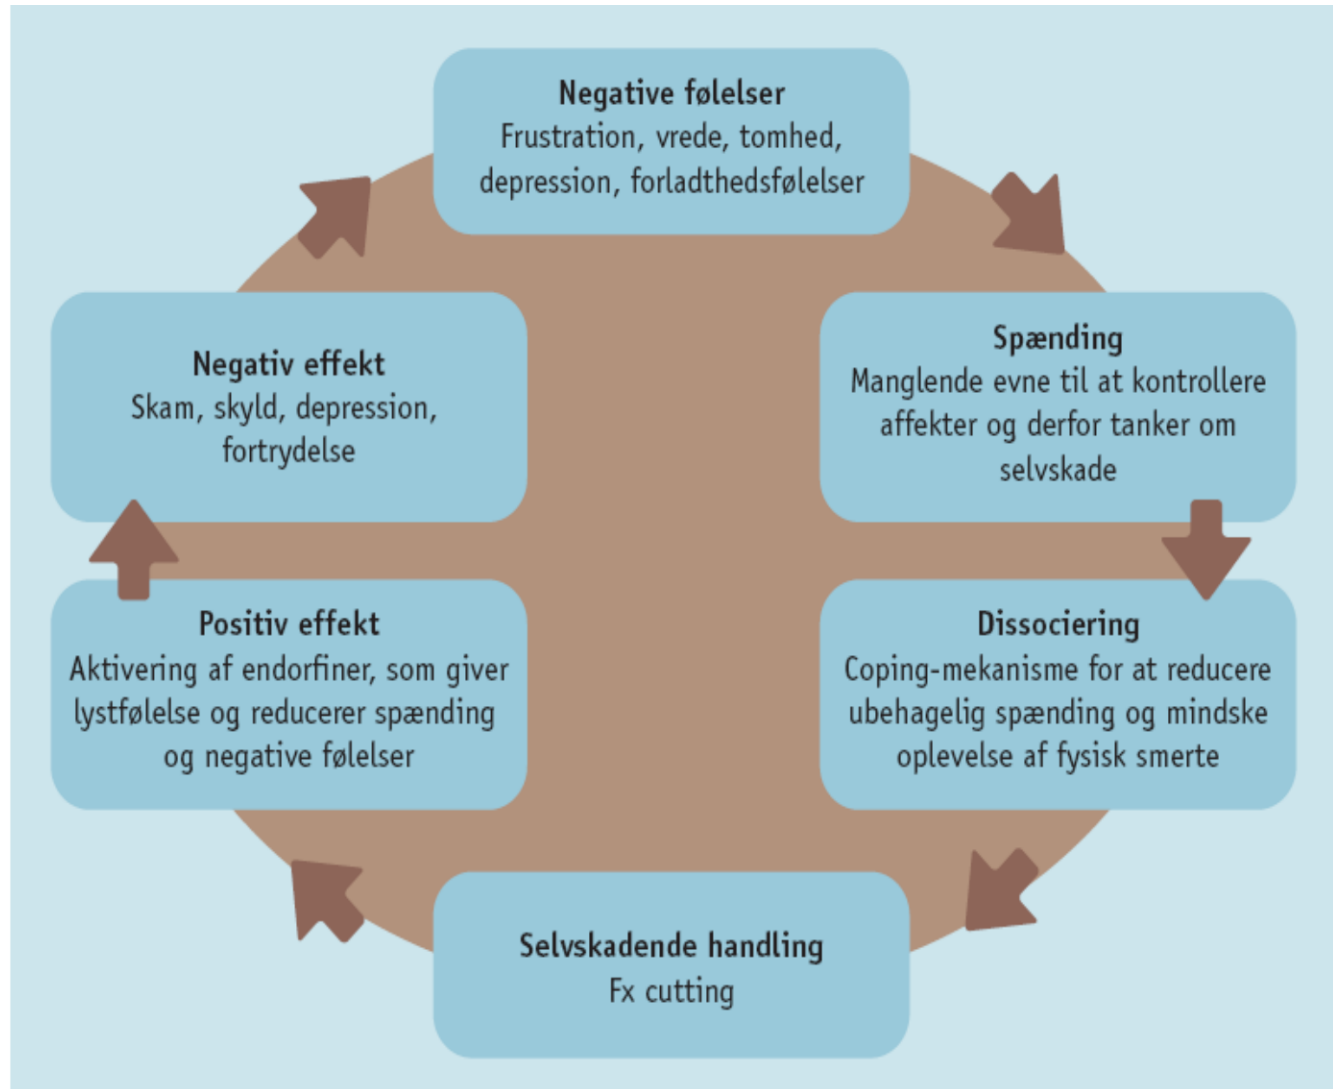 Negative følelser
Frustration, vrede, tomhed,
depression, forladthedsfølelser
Spænding
Manglende evne til at kontrollere
affekter og derfor tanker om
selvskade
Dissociering
Coping-mekanisme for at reducere
ubehagelig spænding og mindske
oplevelse af fysisk smerte
Selvskadende handling
Fx cutting
Positiv effekt
Aktivering af endorfiner, som giver
lystfølelse og reducerer spænding
og negative følelser
Negativ effekt
Skam, skyld, depression,
fortrydelse